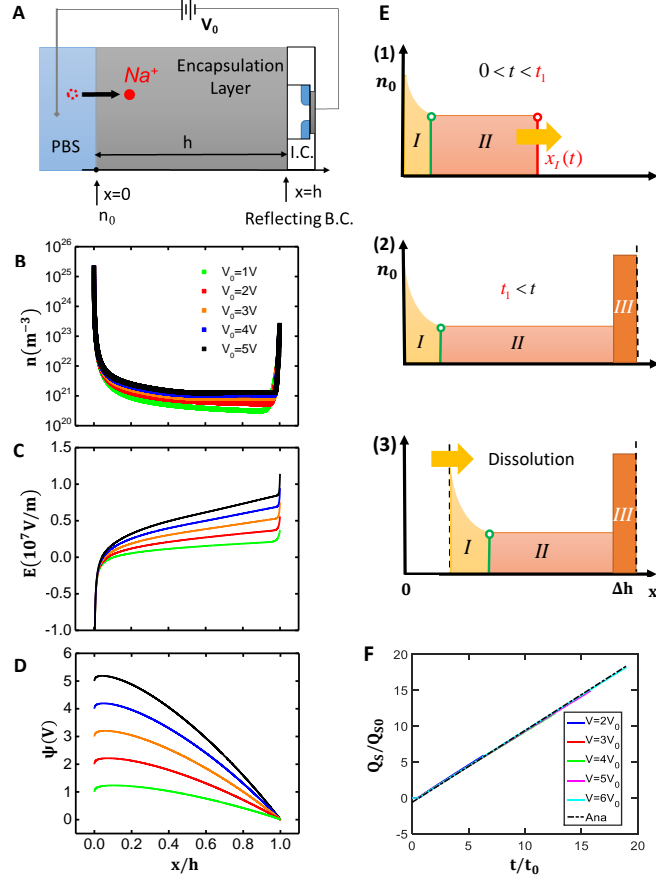 A
V₀
Na⁺
Encapsulation
Layer
PBS
h
I.C.
x=0
x=h
n₀
Reflecting B.C.
B
n(m⁻³)
10²⁶
10²⁵
10²⁴
10²³
10²²
10²¹
10²⁰
V₀=1V
V₀=2V
V₀=3V
V₀=4V
V₀=5V
C
E(10⁷V/m)
1.5
1.0
0.5
0.0
-0.5
-1.0
D
ψ(V)
6
5
4
3
2
1
0
0.0 0.2 0.4 0.6 0.8 1.0
x/h
E
(1)
n₀
0 < t < t₁
I
II
x_I(t)
(2)
n₀
t₁ < t
I
II
III
(3)
Dissolution
I
II
III
0
Δh
x
F
Q_S/Q_S0
20
15
10
5
0
-5
V=2V₀
V=3V₀
V=4V₀
V=5V₀
V=6V₀
Ana
0 5 10 15 20
t/t₀